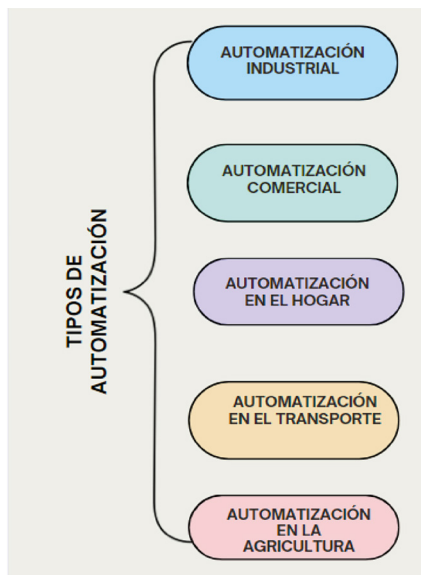 TIPOS DE
AUTOMATIZACIÓN
AUTOMATIZACIÓN
INDUSTRIAL
AUTOMATIZACIÓN
COMERCIAL
AUTOMATIZACIÓN
EN EL HOGAR
AUTOMATIZACIÓN
EN EL TRANSPORTE
AUTOMATIZACIÓN
EN LA
AGRICULTURA